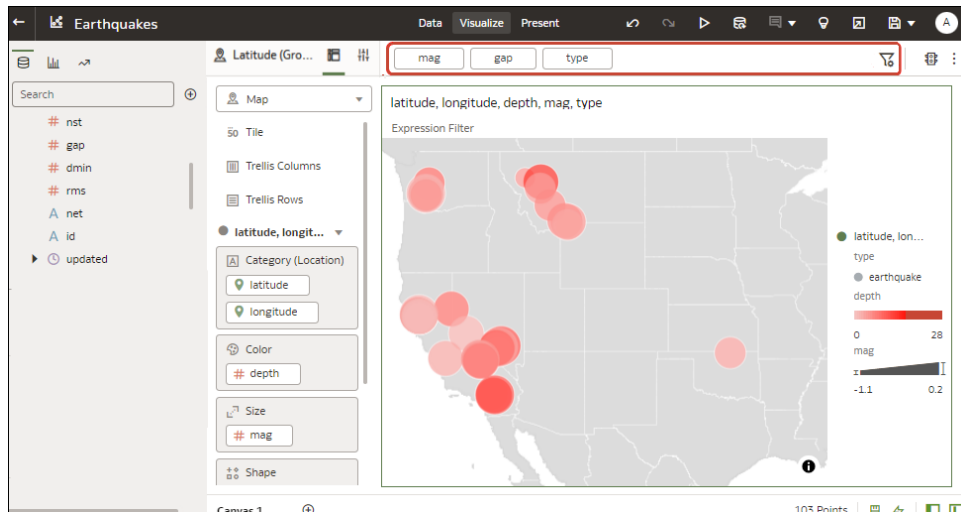 Earthquakes
Data Visualize Present
A
Latitude (Gro...
mag gap type
Search
nst
gap
dmin
rms
A net
A id
updated
Map
50 Tile
Trellis Columns
Trellis Rows
latitude, longit...
A Category (Location)
latitude
longitude
Color
# depth
Size
# mag
Shape
latitude, longitude, depth, mag, type
Expression Filter
latitude, lon...
type
earthquake
depth
0 28
mag
-1.1 0.2
Canvas 1
103 Points